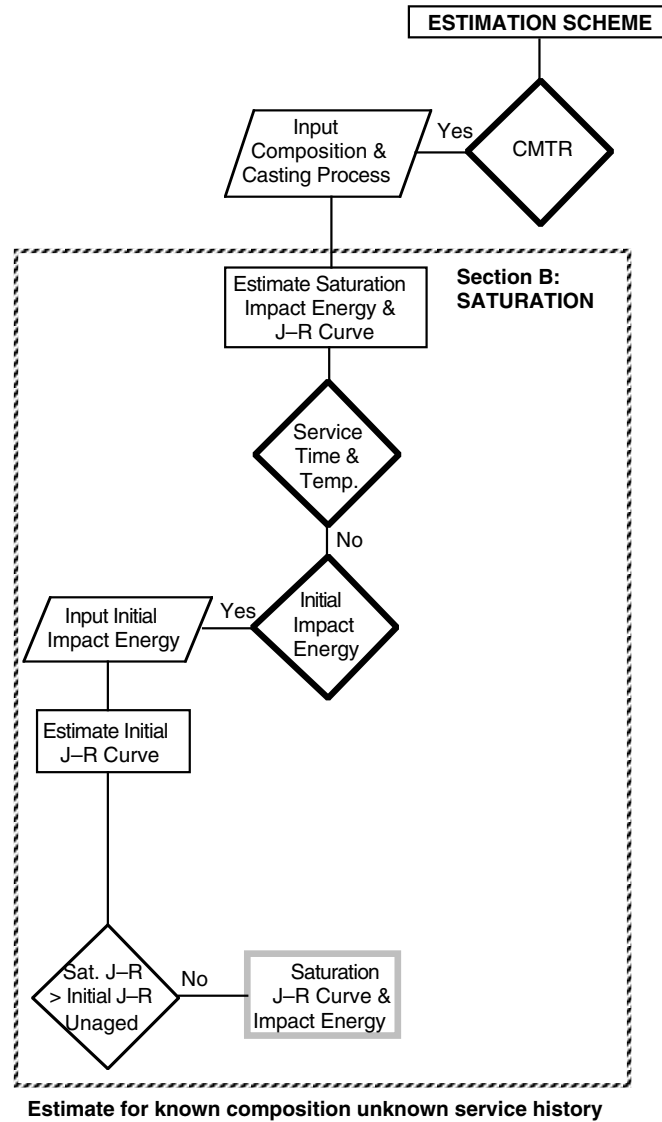 ESTIMATION SCHEME
CMTR
Yes
Input
Composition &
Casting Process
Section B:
SATURATION
Estimate Saturation
Impact Energy &
J–R Curve
Service
Time &
Temp.
No
Initial
Impact
Energy
Yes
Input Initial
Impact Energy
Estimate Initial
J–R Curve
Sat. J–R
> Initial J–R
Unaged
No
Saturation
J–R Curve &
Impact Energy
Estimate for known composition unknown service history